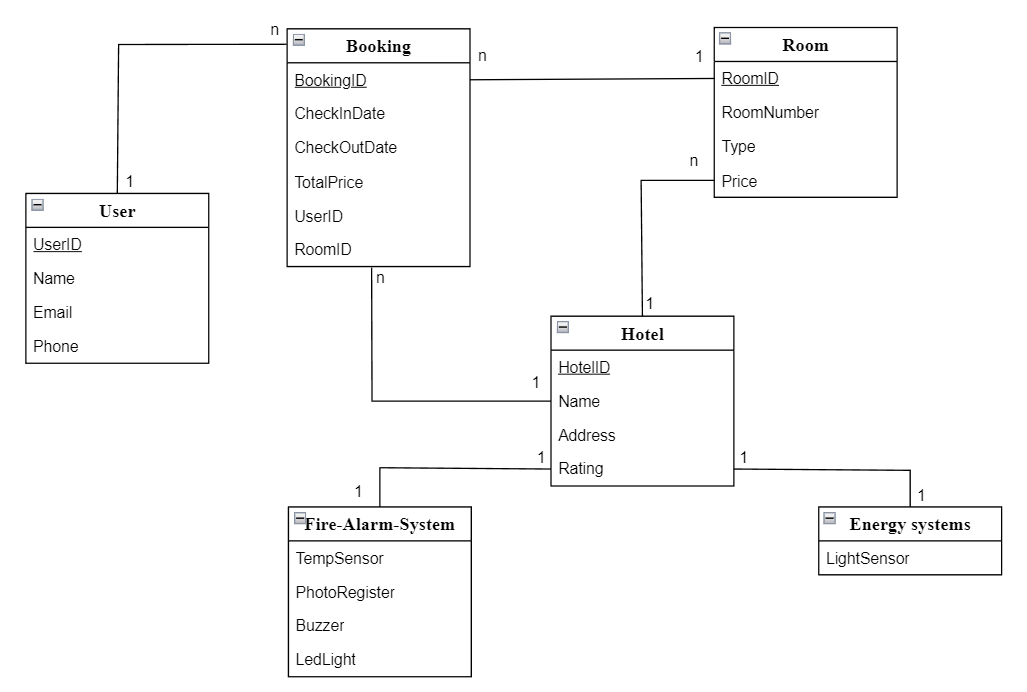 n
Booking
BookingID
CheckInDate
CheckOutDate
TotalPrice
UserID
RoomID
n
1
Room
RoomID
RoomNumber
Type
Price
n
1
User
UserID
Name
Email
Phone
n
1
1
Hotel
HotelID
Name
Address
Rating
1
1
Fire-Alarm-System
TempSensor
PhotoRegister
Buzzer
LedLight
1
1
Energy systems
LightSensor